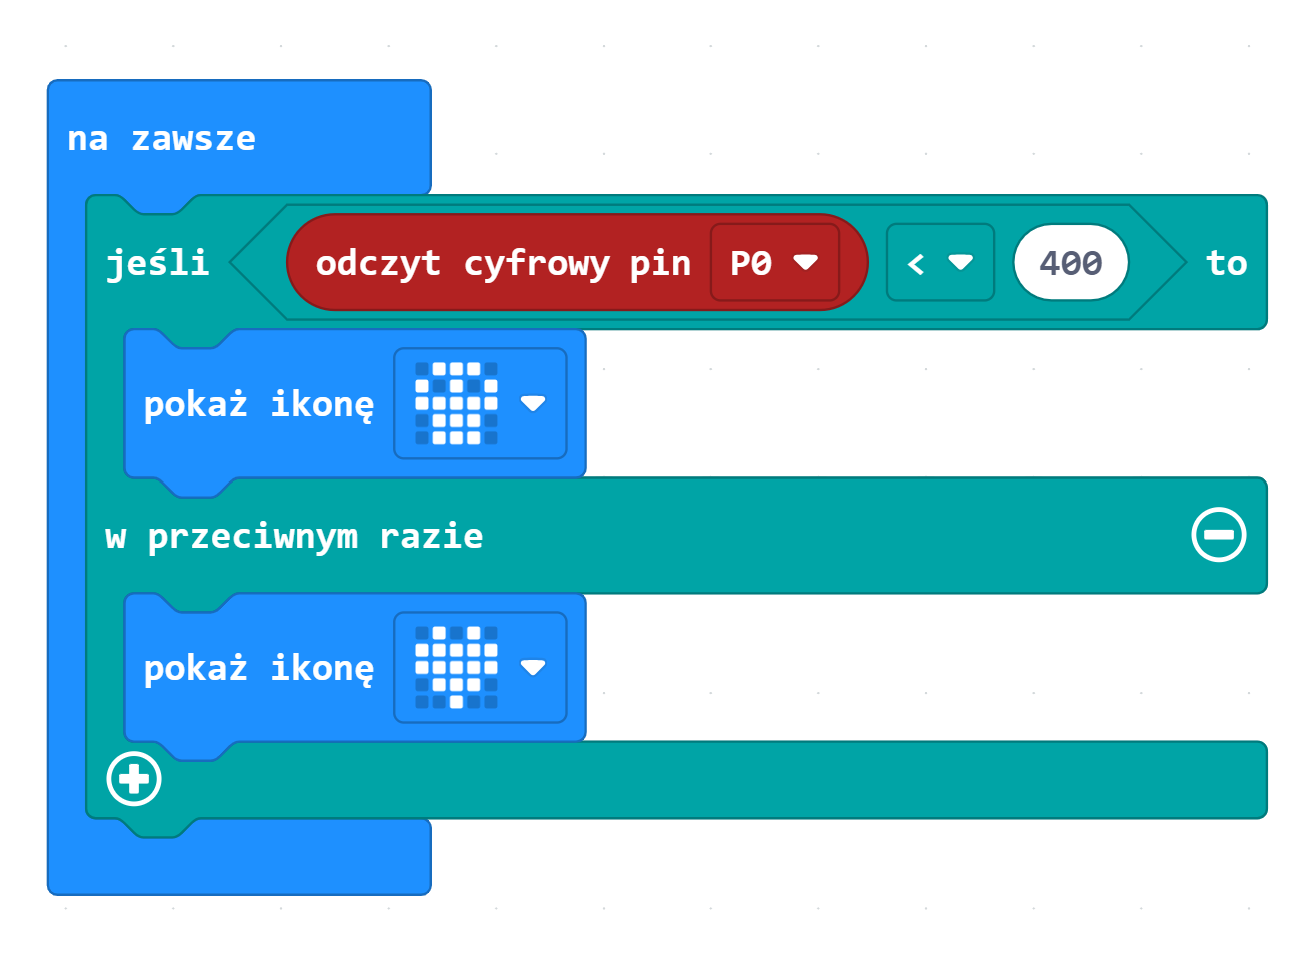 na zawsze
jeśli odczyt cyfrowy pin P0 < 400 to
pokaż ikonę
w przeciwnym razie
pokaż ikonę